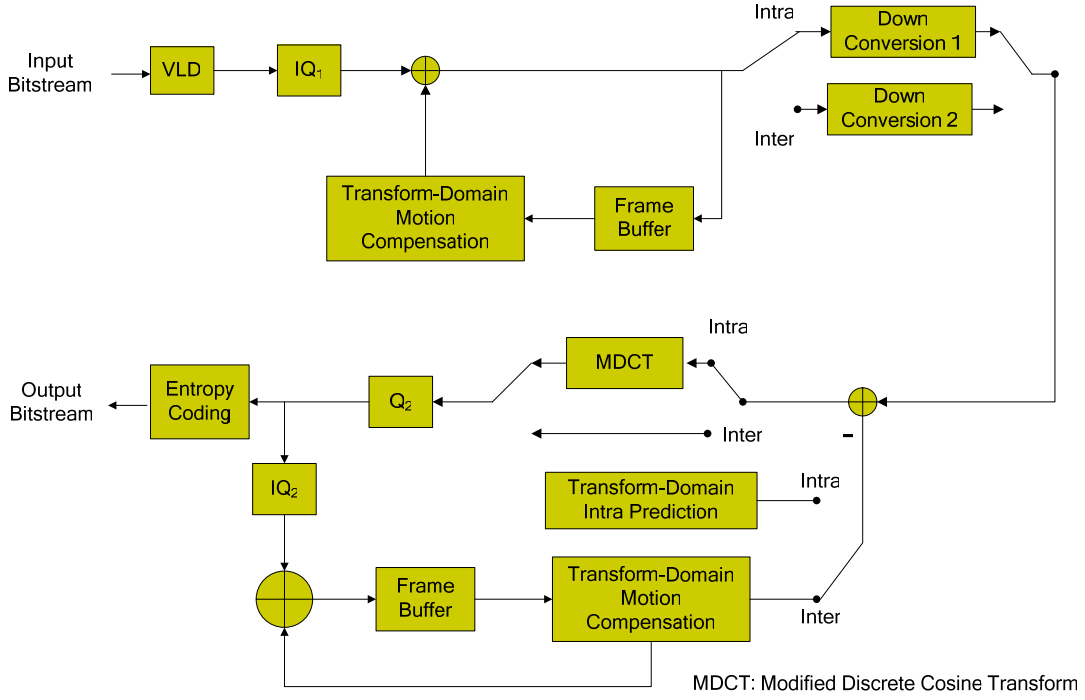 Intra
Down
Conversion 1
Input
Bitstream
VLD
IQ₁
Down
Conversion 2
Inter
Transform-Domain
Motion
Compensation
Frame
Buffer
Intra
MDCT
Output
Bitstream
Entropy
Coding
Q₂
Inter
–
IQ₂
Transform-Domain
Intra Prediction
Intra
Frame
Buffer
Transform-Domain
Motion
Compensation
Inter
MDCT: Modified Discrete Cosine Transform